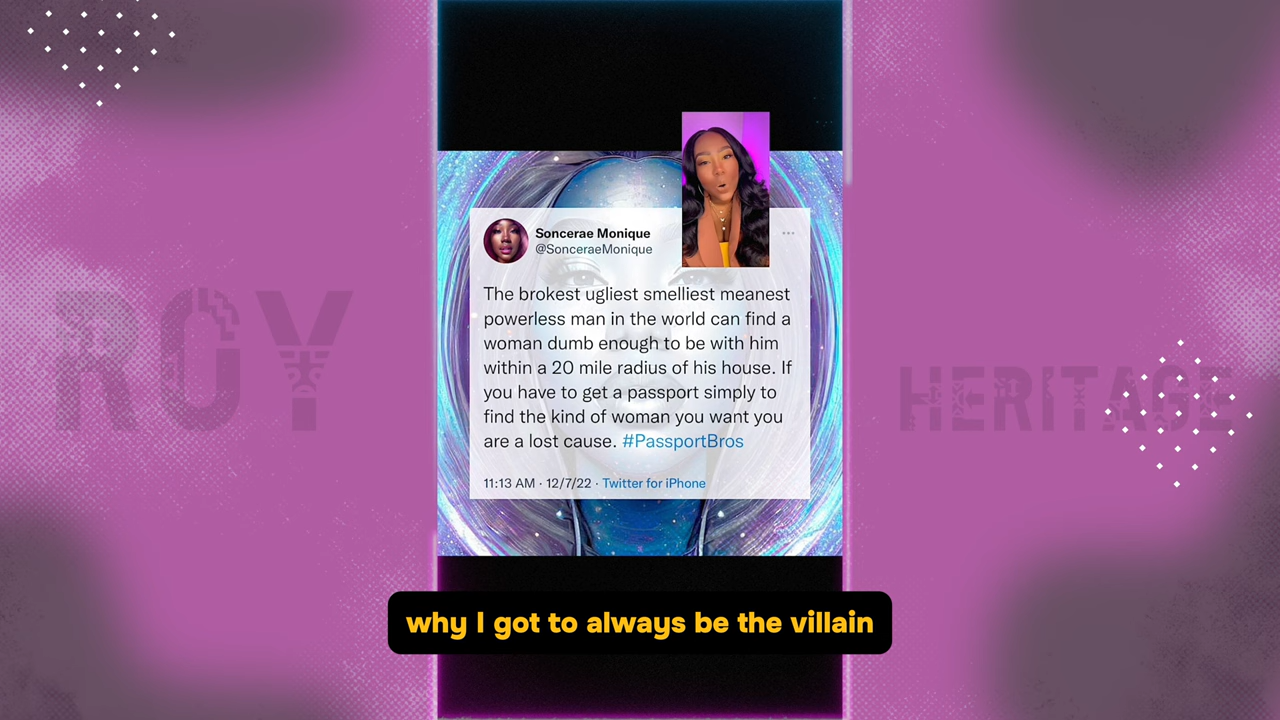 Soncerae Monique
@SonceraeMonique
The brokest ugliest smelliest meanest
powerless man in the world can find a
woman dumb enough to be with him
within a 20 mile radius of his house. If
you have to get a passport simply to
find the kind of woman you want you
are a lost cause. #PassportBros
11:13 AM · 12/7/22 · Twitter for iPhone
ROY
HERITAGE
why I got to always be the villain